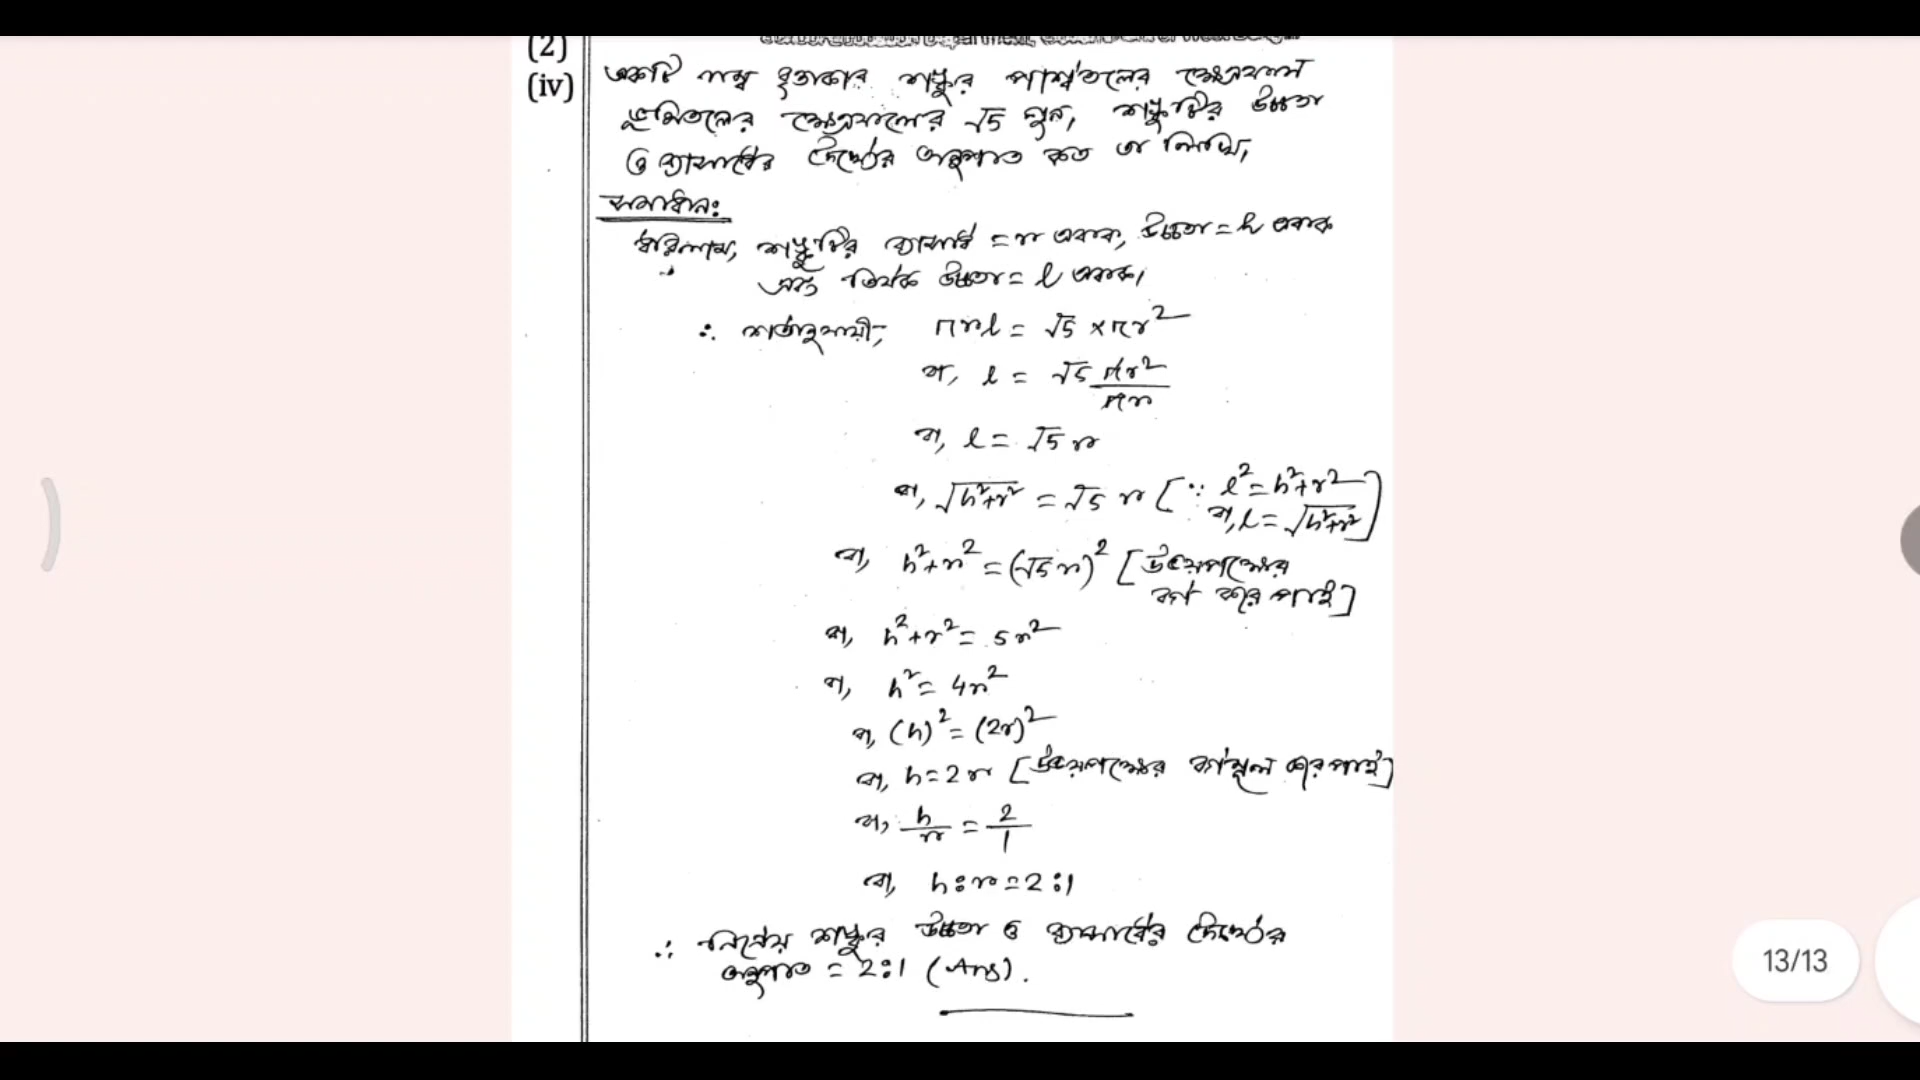 (2)
(iv) একটি লম্ব বৃত্তাকার শঙ্কুর পার্শ্বতলের ক্ষেত্রফল
ভূমিতলের ক্ষেত্রফলের √5 গুন, শঙ্কুটির উচ্চতা
ও ব্যাসার্ধের দৈর্ঘ্যের অনুপাত কত তা লিখি,
সমাধান:
ধরিলাম, শঙ্কুটির ব্যাসার্ধ = r একক, উচ্চতা = h একক
এবং তির্যক উচ্চতা = l একক।
∴ শর্তানুযায়ী, πrl = √5 × πr²
বা, l = √5 πr²/πr
বা, l = √5 r
বা, √(h²+r²) = √5 r [∵ l² = h²+r²
বা, l = √(h²+r²)]
বা, h²+r² = (√5 r)² [উভয়পক্ষের
বর্গ করে পাই]
বা, h²+r² = 5r²
বা, h² = 4r²
বা, (h)² = (2r)²
বা, h = 2r [উভয়পক্ষের বর্গমূল করে পাই]
বা, h/r = 2/1
বা, h : r = 2 : 1
∴ নির্ণেয় শঙ্কুর উচ্চতা ও ব্যাসার্ধের দৈর্ঘ্যের
অনুপাত = 2 : 1 (Ans).
13/13